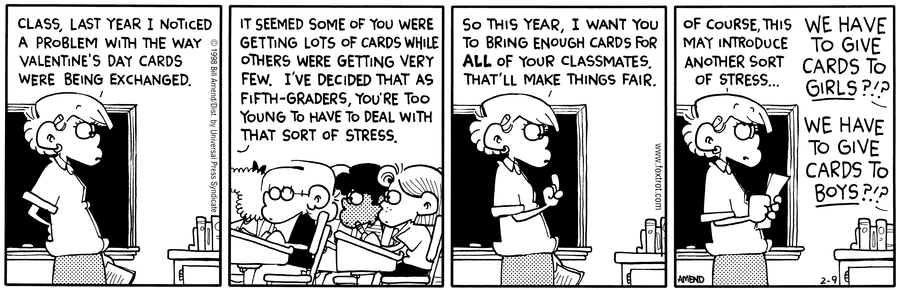 CLASS, LAST YEAR I NOTICED
A PROBLEM WITH THE WAY
VALENTINE'S DAY CARDS
WERE BEING EXCHANGED.
© 1998 Bill Amend/Dist. by Universal Press Syndicate
IT SEEMED SOME OF YOU WERE
GETTING LOTS OF CARDS WHILE
OTHERS WERE GETTING VERY
FEW. I'VE DECIDED THAT AS
FIFTH-GRADERS, YOU'RE TOO
YOUNG TO HAVE TO DEAL WITH
THAT SORT OF STRESS.
SO THIS YEAR, I WANT YOU
TO BRING ENOUGH CARDS FOR
ALL OF YOUR CLASSMATES.
THAT'LL MAKE THINGS FAIR.
www.foxtrot.com
OF COURSE, THIS
MAY INTRODUCE
ANOTHER SORT
OF STRESS...
WE HAVE
TO GIVE
CARDS TO
GIRLS?!?
WE HAVE
TO GIVE
CARDS TO
BOYS?!?
AMEND
2-9